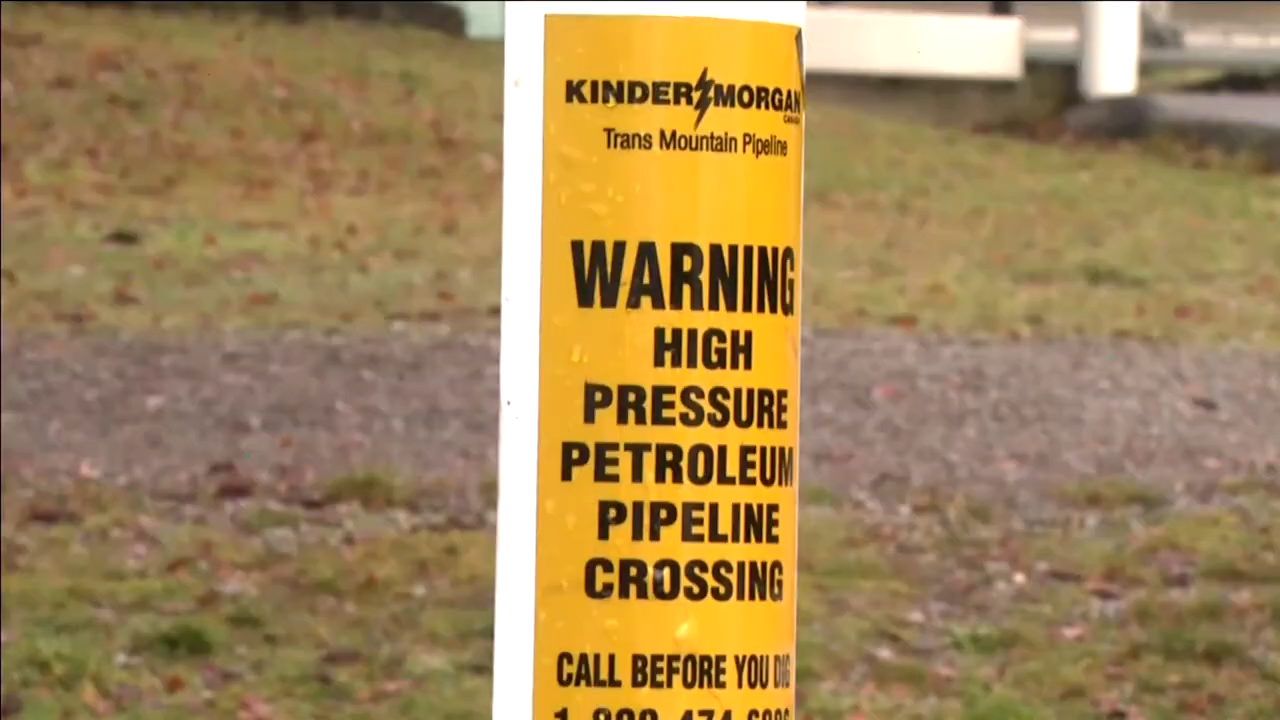 KINDER MORGAN
CANADA
Trans Mountain Pipeline
WARNING
HIGH
PRESSURE
PETROLEUM
PIPELINE
CROSSING
CALL BEFORE YOU DIG